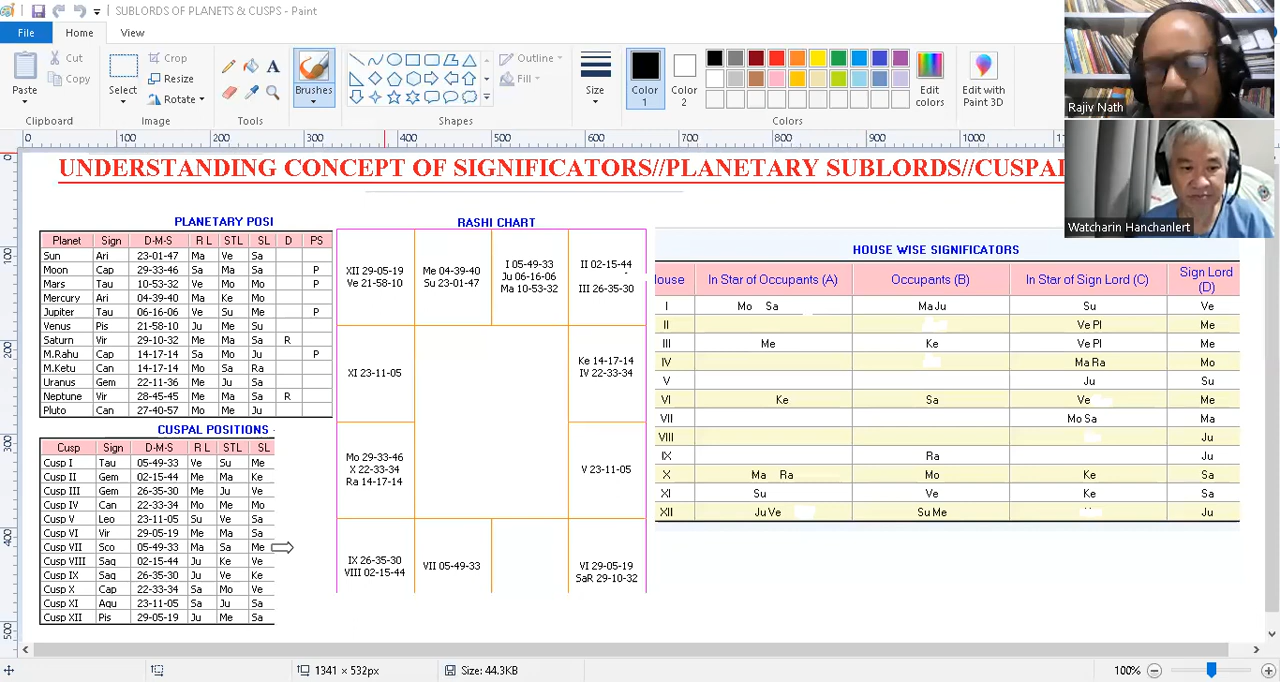 SUBLORDS OF PLANETS & CUSPS - Paint
File Home View
Paste Cut Copy Clipboard
Select Crop Resize Rotate Image
A Tools
Brushes
Outline Fill Shapes
Size
Color 1 Color 2 Edit colors Edit with Paint 3D Colors
Rajiv Nath
Watcharin Hanchanlert
0 100 200 300 400 500 600 700 800 900 1000
UNDERSTANDING CONCEPT OF SIGNIFICATORS//PLANETARY SUBLORDS//CUSPAL
PLANETARY POSI
Planet Sign D-M-S R L STL SL D PS
Sun Ari 23-01-47 Ma Ve Sa
Moon Cap 29-33-46 Sa Ma Sa P
Mars Tau 10-53-32 Ve Mo Mo P
Mercury Ari 04-39-40 Ma Ke Mo
Jupiter Tau 06-16-06 Ve Su Me P
Venus Pis 21-58-10 Ju Me Su
Saturn Vir 29-10-32 Me Ma Sa R
M.Rahu Cap 14-17-14 Sa Mo Ju P
M.Ketu Can 14-17-14 Mo Sa Ra
Uranus Gem 22-11-36 Me Ju Sa
Neptune Vir 28-45-45 Me Ma Sa R
Pluto Can 27-40-57 Mo Me Ju
CUSPAL POSITIONS
Cusp Sign D-M-S R L STL SL
Cusp I Tau 05-49-33 Ve Su Me
Cusp II Gem 02-15-44 Me Ma Ke
Cusp III Gem 26-35-30 Me Ju Ve
Cusp IV Can 22-33-34 Mo Me Mo
Cusp V Leo 23-11-05 Su Ve Sa
Cusp VI Vir 29-05-19 Me Ma Sa
Cusp VII Sco 05-49-33 Ma Sa Me
Cusp VIII Sag 02-15-44 Ju Ke Ve
Cusp IX Sag 26-35-30 Ju Ve Ke
Cusp X Cap 22-33-34 Sa Mo Ve
Cusp XI Aqu 23-11-05 Sa Ju Sa
Cusp XII Pis 29-05-19 Ju Me Sa
RASHI CHART
XII 29-05-19
Ve 21-58-10
Me 04-39-40
Su 23-01-47
I 05-49-33
Ju 06-16-06
Ma 10-53-32
II 02-15-44
III 26-35-30
XI 23-11-05
Ke 14-17-14
IV 22-33-34
Mo 29-33-46
X 22-33-34
Ra 14-17-14
V 23-11-05
IX 26-35-30
VIII 02-15-44
VII 05-49-33
VI 29-05-19
SaR 29-10-32
HOUSE WISE SIGNIFICATORS
ouse In Star of Occupants (A) Occupants (B) In Star of Sign Lord (C) Sign Lord (D)
I Mo Sa Ma Ju Su Ve
II Ve Pl Me
III Me Ke Ve Pl Me
IV Ma Ra Mo
V Ju Su
VI Ke Sa Ve Me
VII Mo Sa Ma
VIII Ju
IX Ra Ju
X Ma Ra Mo Ke Sa
XI Su Ve Ke Sa
XII Ju Ve Su Me Ju
1341 × 532px Size: 44.3KB 100%